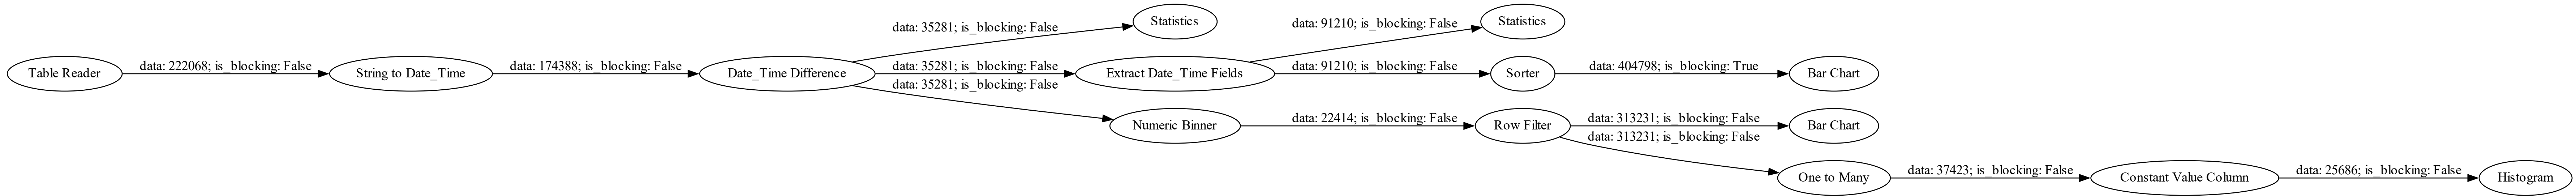 data: 35281; is_blocking: False
Statistics
data: 91210; is_blocking: False
Statistics
Table Reader
data: 222068; is_blocking: False
String to Date_Time
data: 174388; is_blocking: False
Date_Time Difference
data: 35281; is_blocking: False
Extract Date_Time Fields
data: 91210; is_blocking: False
Sorter
data: 404798; is_blocking: True
Bar Chart
data: 35281; is_blocking: False
Numeric Binner
data: 22414; is_blocking: False
Row Filter
data: 313231; is_blocking: False
Bar Chart
data: 313231; is_blocking: False
One to Many
data: 37423; is_blocking: False
Constant Value Column
data: 25686; is_blocking: False
Histogram